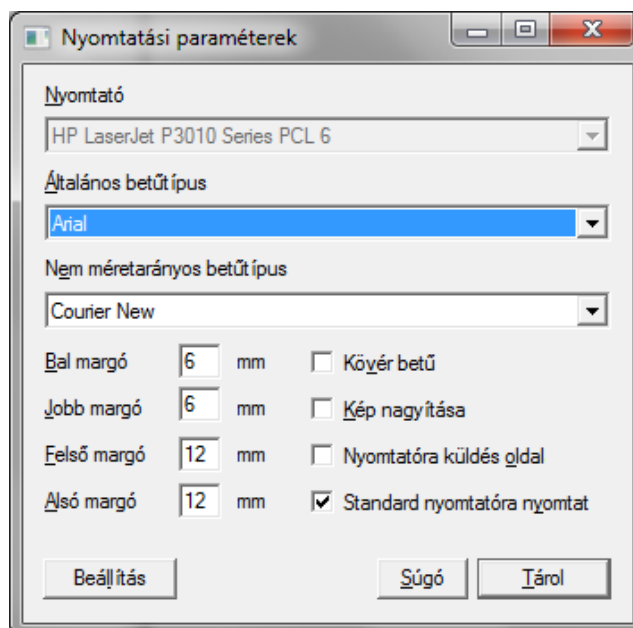 Nyomtatási paraméterek
Nyomtató
HP LaserJet P3010 Series PCL 6
Általános betűtípus
Arial
Nem méretarányos betűtípus
Courier New
Bal margó 6 mm Kövér betű
Jobb margó 6 mm Kép nagyítása
Felső margó 12 mm Nyomtatóra küldés oldal
Alsó margó 12 mm Standard nyomtatóra nyomtat
Beállítás Súgó Tárol